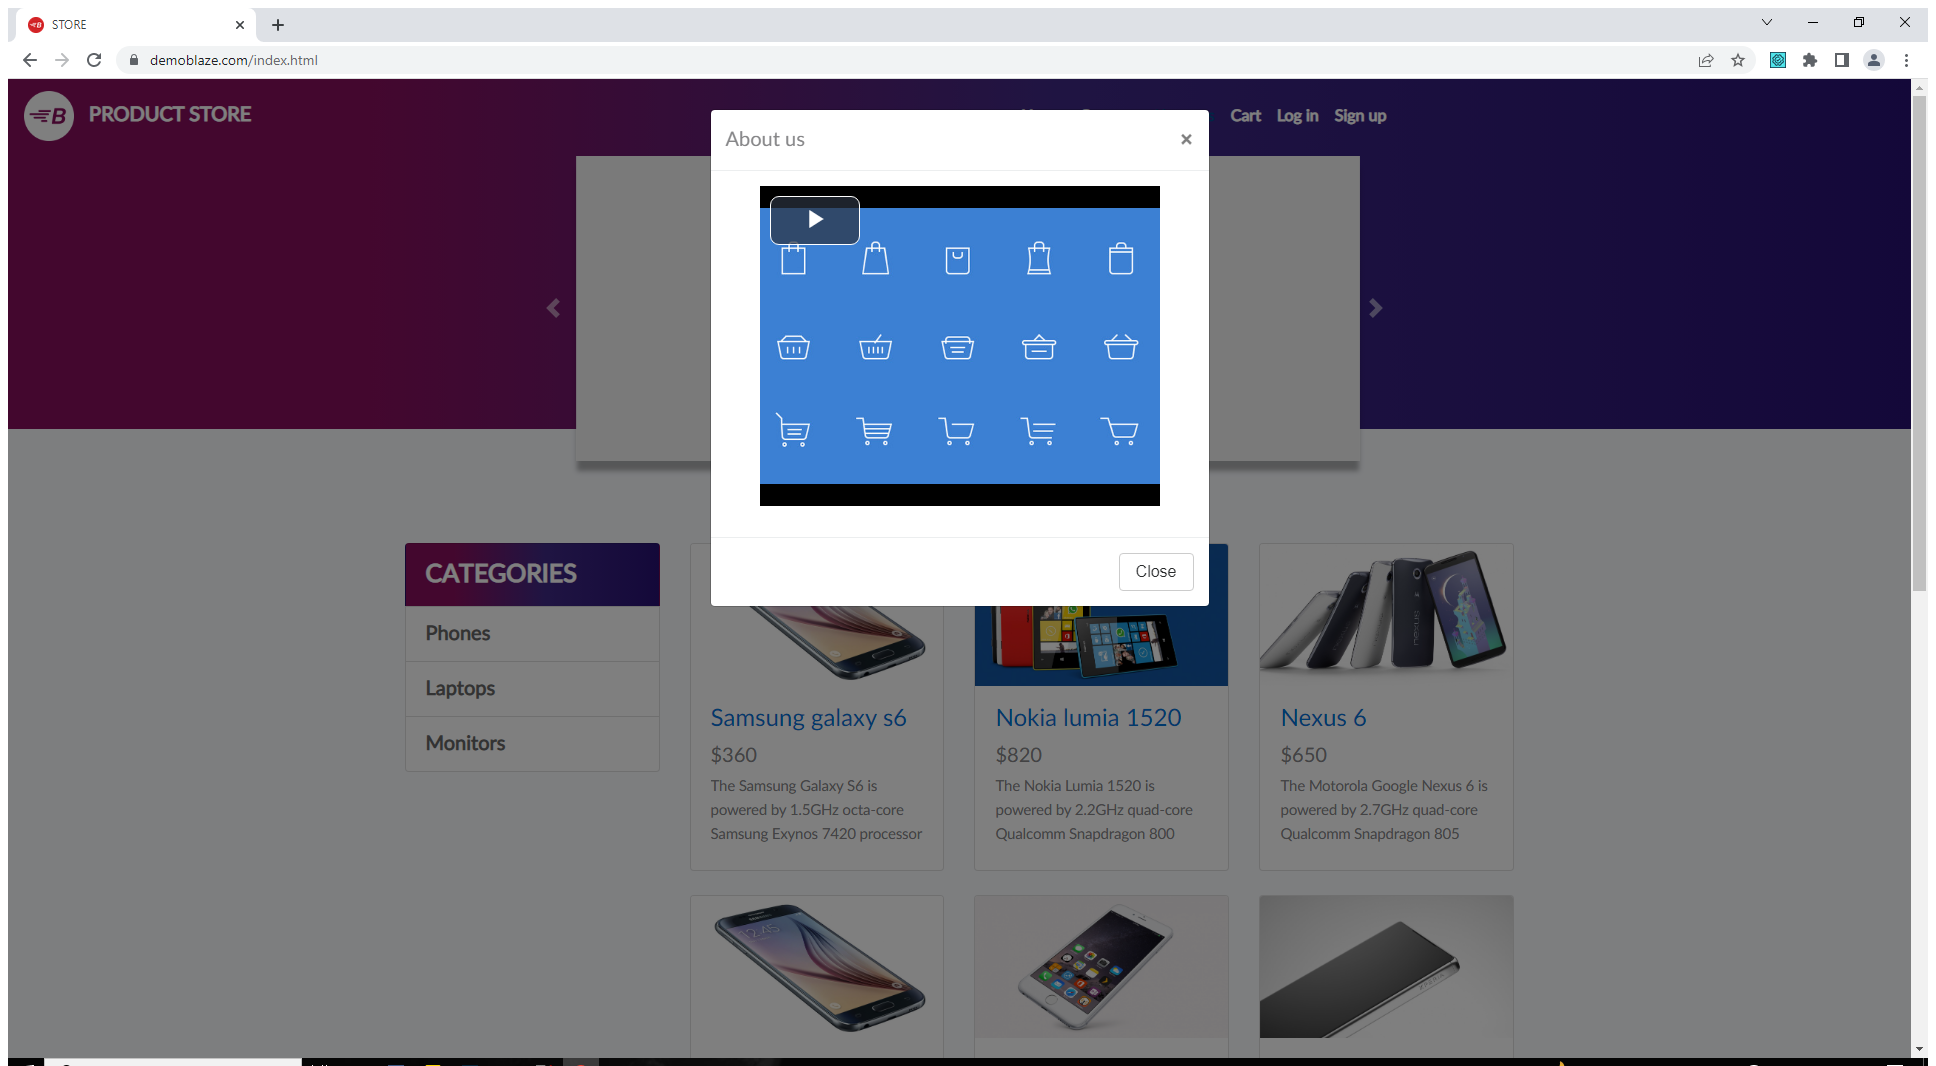 STORE
demoblaze.com/index.html
PRODUCT STORE
Cart Log in Sign up
About us
Close
CATEGORIES
Phones
Laptops
Monitors
Samsung galaxy s6
$360
The Samsung Galaxy S6 is
powered by 1.5GHz octa-core
Samsung Exynos 7420 processor
Nokia lumia 1520
$820
The Nokia Lumia 1520 is
powered by 2.2GHz quad-core
Qualcomm Snapdragon 800
Nexus 6
$650
The Motorola Google Nexus 6 is
powered by 2.7GHz quad-core
Qualcomm Snapdragon 805